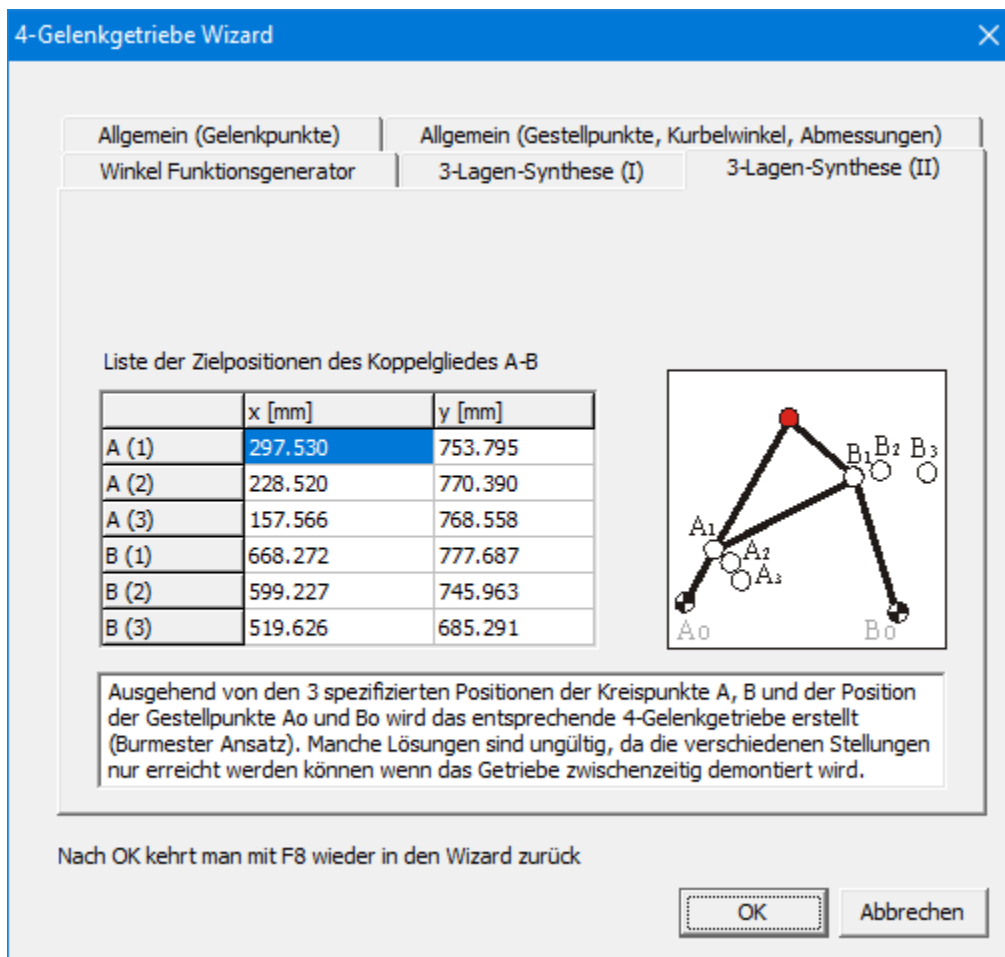 4-Gelenkgetriebe Wizard
Allgemein (Gelenkpunkte) Allgemein (Gestellpunkte, Kurbelwinkel, Abmessungen)
Winkel Funktionsgenerator 3-Lagen-Synthese (I) 3-Lagen-Synthese (II)
Liste der Zielpositionen des Koppelgliedes A-B
x [mm] y [mm]
A (1) 297.530 753.795
A (2) 228.520 770.390
A (3) 157.566 768.558
B (1) 668.272 777.687
B (2) 599.227 745.963
B (3) 519.626 685.291
B1 B2 B3
A1
A2
A3
Ao Bo
Ausgehend von den 3 spezifizierten Positionen der Kreispunkte A, B und der Position
der Gestellpunkte Ao und Bo wird das entsprechende 4-Gelenkgetriebe erstellt
(Burmester Ansatz). Manche Lösungen sind ungültig, da die verschiedenen Stellungen
nur erreicht werden können wenn das Getriebe zwischenzeitig demontiert wird.
Nach OK kehrt man mit F8 wieder in den Wizard zurück
OK Abbrechen